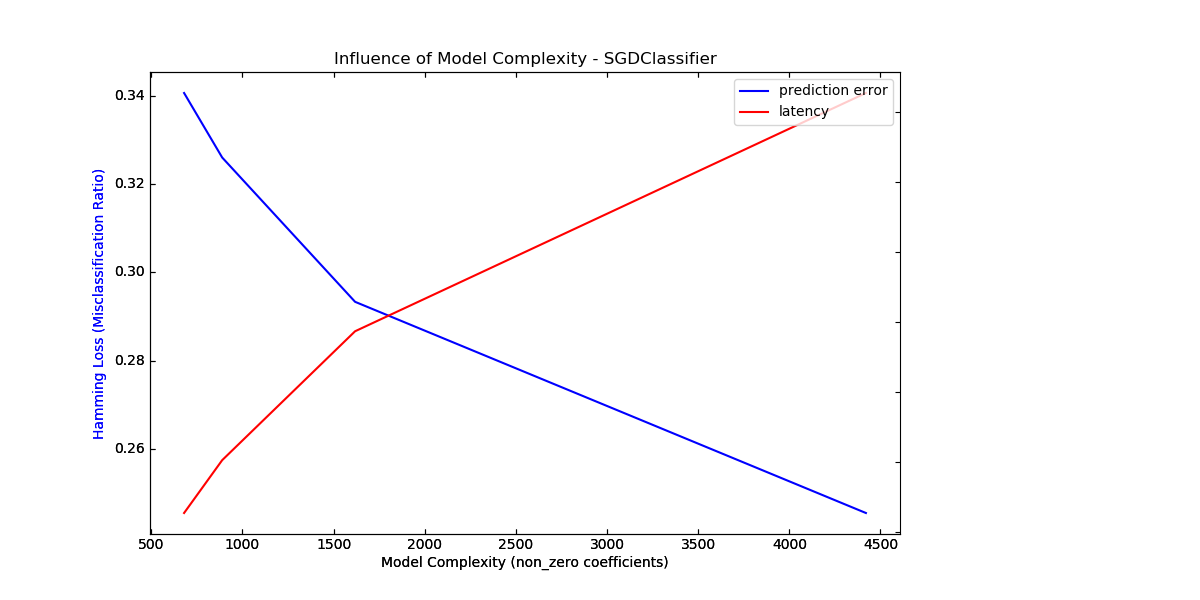 Influence of Model Complexity - SGDClassifier
prediction error
latency
0.34
0.32
0.30
0.28
0.26
Hamming Loss (Misclassification Ratio)
500 1000 1500 2000 2500 3000 3500 4000 4500
Model Complexity (non_zero coefficients)